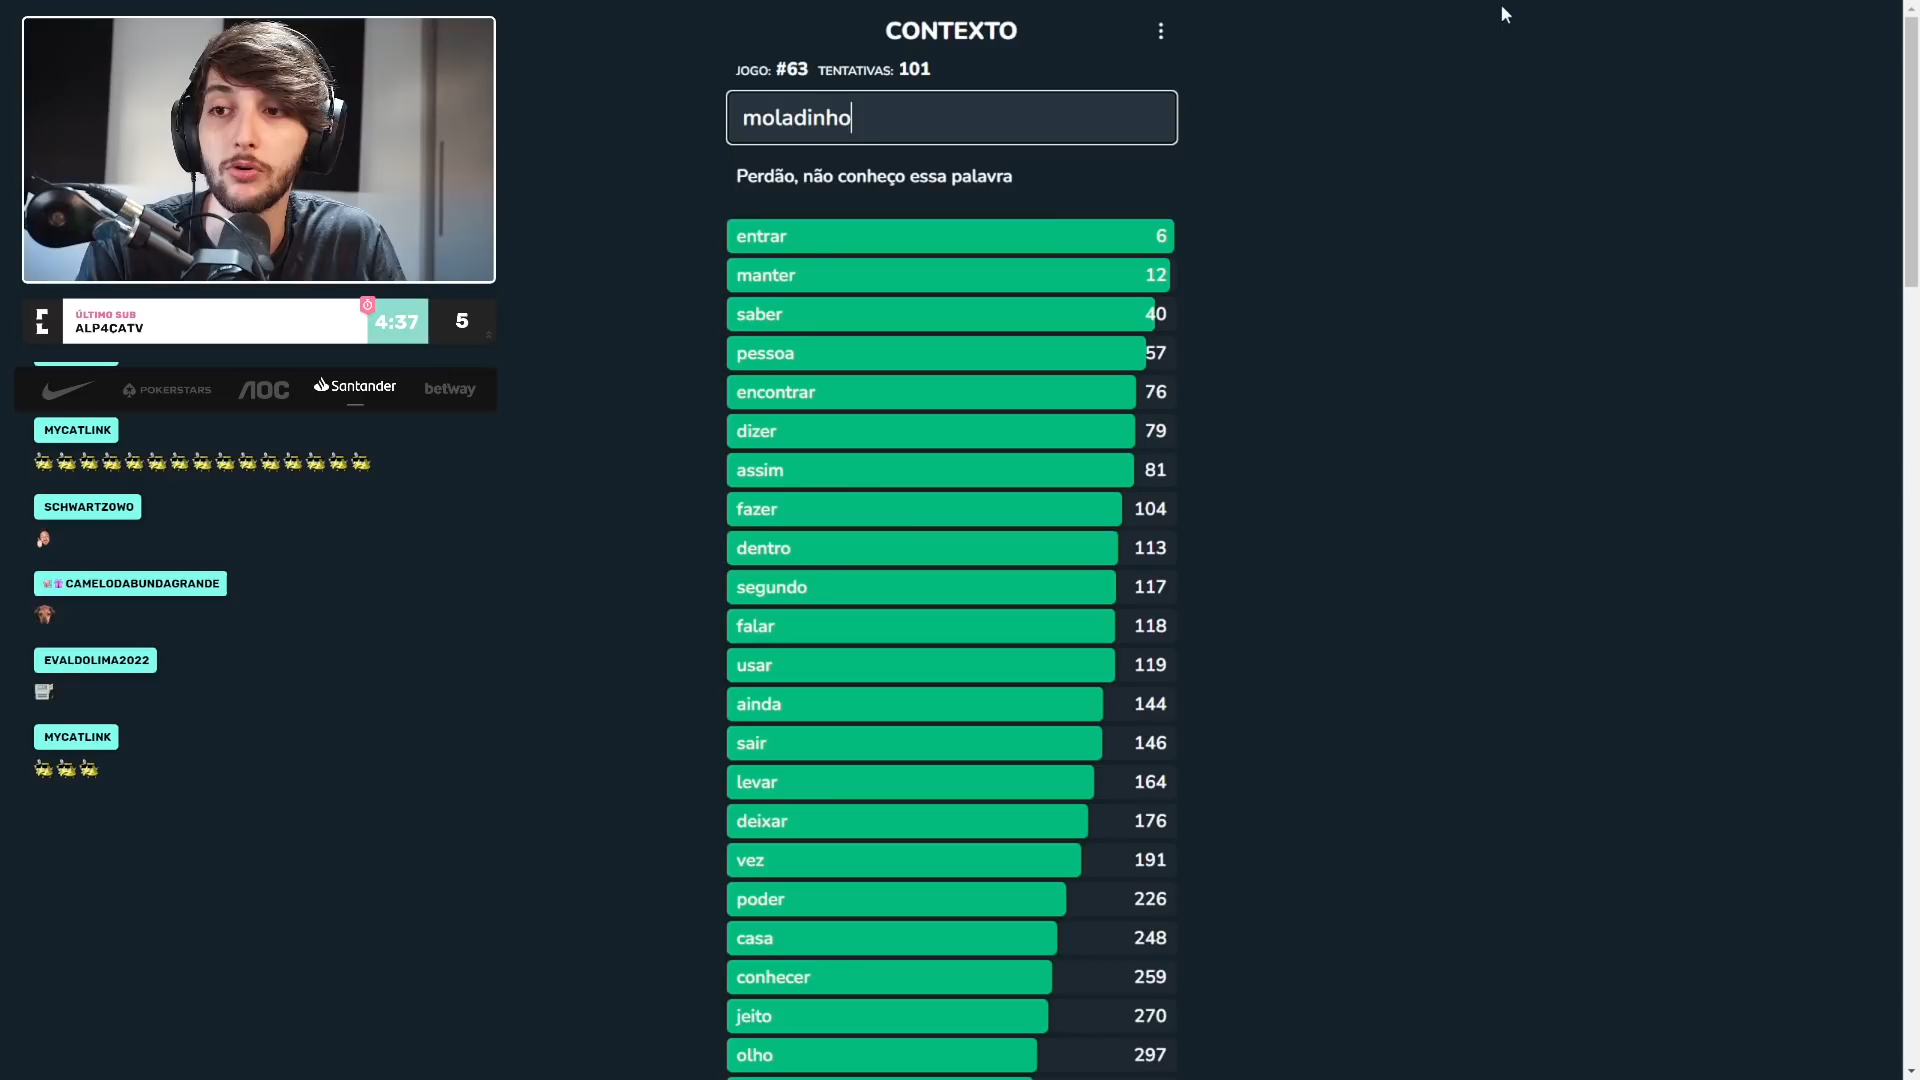 CONTEXTO
JOGO: #63 TENTATIVAS: 101
moladinho
Perdão, não conheço essa palavra
entrar 6
manter 12
saber 40
pessoa 57
encontrar 76
dizer 79
assim 81
fazer 104
dentro 113
segundo 117
falar 118
usar 119
ainda 144
sair 146
levar 164
deixar 176
vez 191
poder 226
casa 248
conhecer 259
jeito 270
olho 297
ÚLTIMO SUB
ALP4ÇATV
4:37
5
POKERSTARS AOC Santander betway
MYCATLINK
SCHWARTZOWO
CAMELODABUNDAGRANDE
EVALDOLIMA2022
MYCATLINK